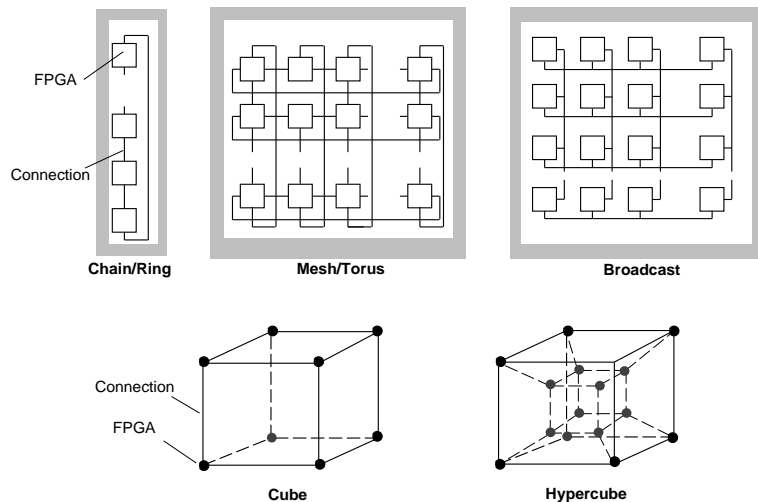 FPGA
Connection
Chain/Ring
Mesh/Torus
Broadcast
Connection
FPGA
Cube
Hypercube